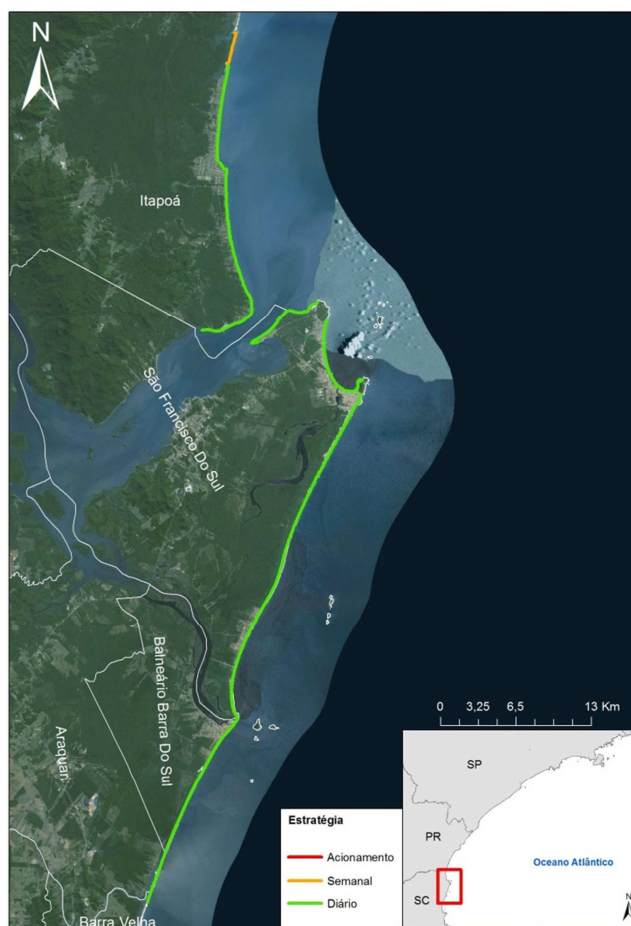 N
Itapoá
São Francisco Do Sul
Balneário Barra Do Sul
Araquari
Barra Velha
0 3,25 6,5 13 Km
Estratégia
Acionamento
Semanal
Diário
SP
PR
SC
Oceano Atlântico
N